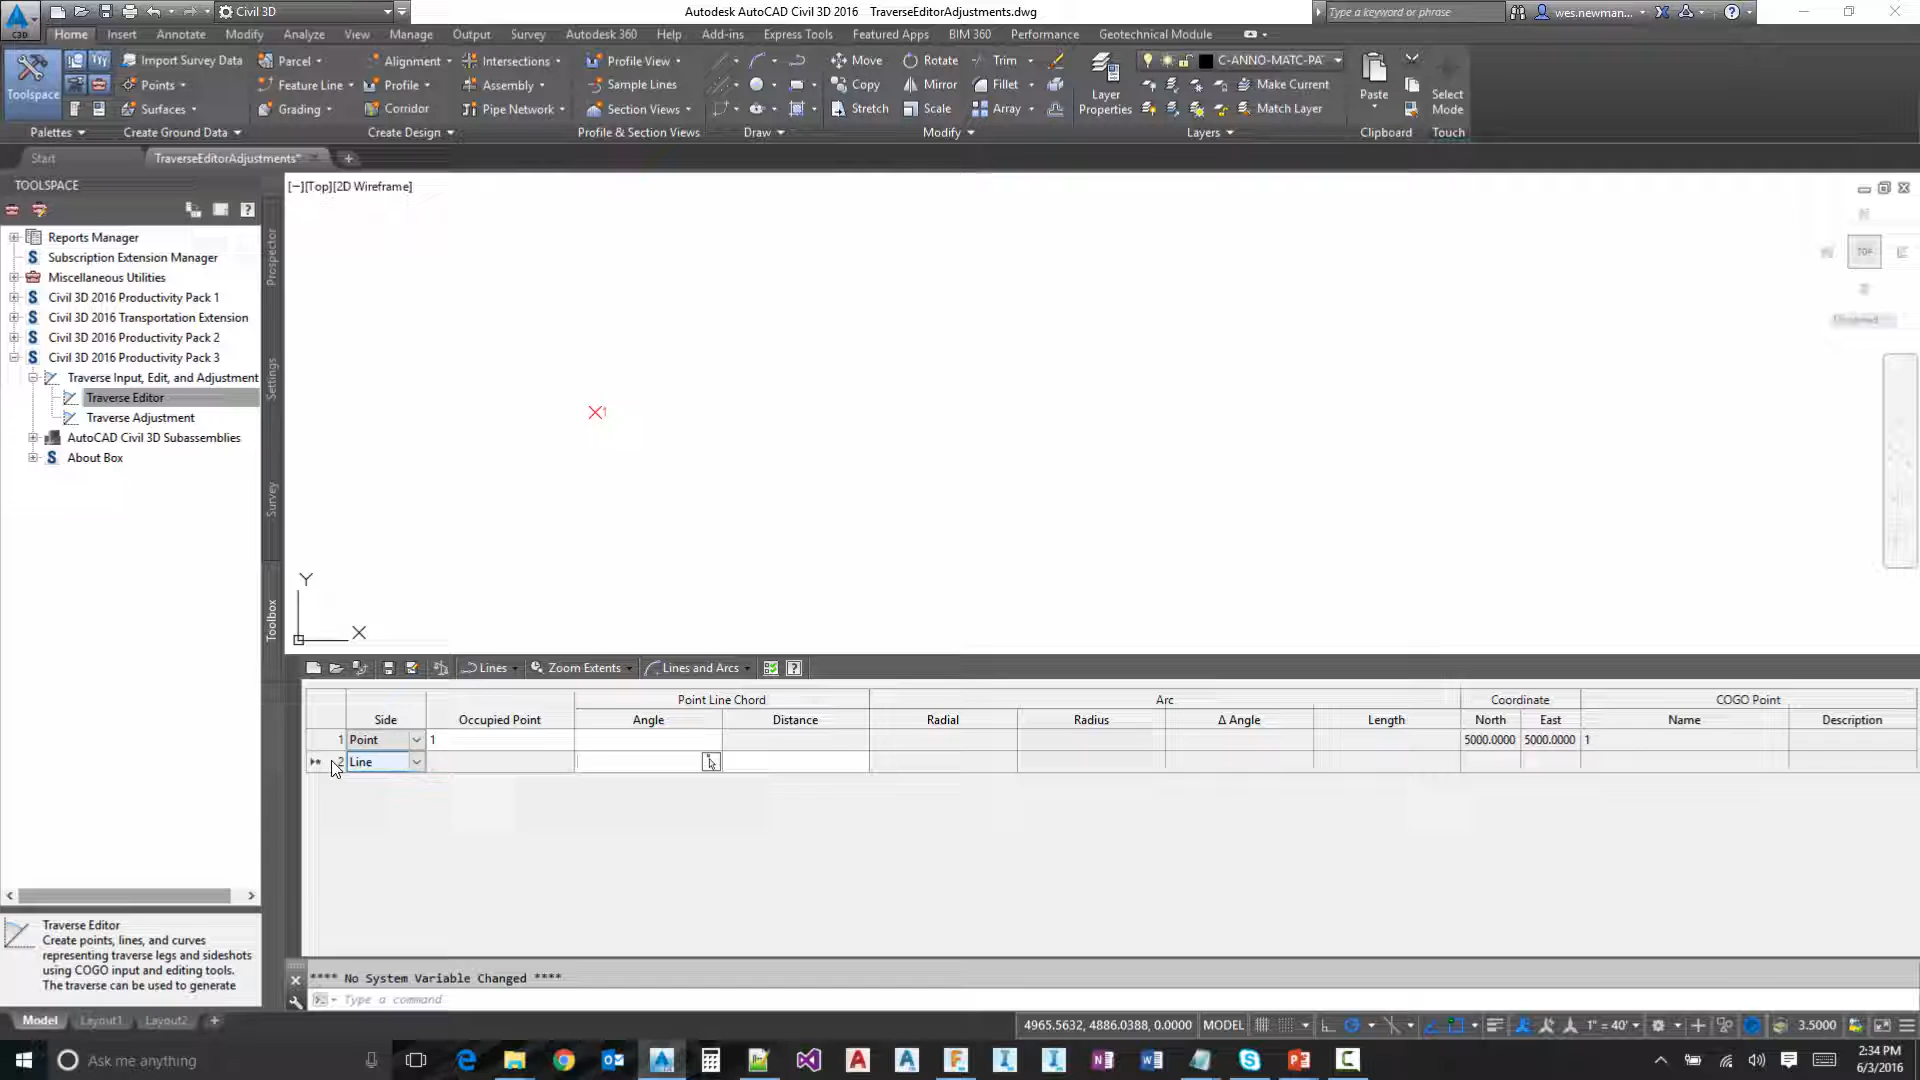 Civil 3D
Autodesk AutoCAD Civil 3D 2016 TraverseEditorAdjustments.dwg
Type a keyword or phrase
wes.newman...
C3D
Home Insert Annotate Modify Analyze View Manage Output Survey Autodesk 360 Help Add-ins Express Tools Featured Apps BIM 360 Performance Geotechnical Module
Toolspace
Import Survey Data
Points
Surfaces
Parcel
Feature Line
Grading
Alignment
Profile
Corridor
Intersections
Assembly
Pipe Network
Profile View
Sample Lines
Section Views
Move Rotate Trim
Copy Mirror Fillet
Stretch Scale Array
Layer Properties
C-ANNO-MATC-PA
Make Current
Match Layer
Paste
Select Mode
Palettes Create Ground Data Create Design Profile & Section Views Draw Modify Layers Clipboard Touch
Start TraverseEditorAdjustments*
TOOLSPACE
Reports Manager
Subscription Extension Manager
Miscellaneous Utilities
Civil 3D 2016 Productivity Pack 1
Civil 3D 2016 Transportation Extension
Civil 3D 2016 Productivity Pack 2
Civil 3D 2016 Productivity Pack 3
Traverse Input, Edit, and Adjustment
Traverse Editor
Traverse Adjustment
AutoCAD Civil 3D Subassemblies
About Box
Prospector
Settings
Survey
Toolbox
Traverse Editor
Create points, lines, and curves
representing traverse legs and sideshots
using COGO input and editing tools.
The traverse can be used to generate
[−][Top][2D Wireframe]
TOP
Unnamed
1
Y
X
Lines Zoom Extents Lines and Arcs
Point Line Chord Arc Coordinate COGO Point
Side Occupied Point Angle Distance Radial Radius Δ Angle Length North East Name Description
1 Point 1 5000.0000 5000.0000 1
2 Line
**** No System Variable Changed ****
Type a command
Model Layout1 Layout2
4965.5632, 4886.0388, 0.0000 MODEL 1" = 40' 3.5000
Ask me anything
2:34 PM
6/3/2016